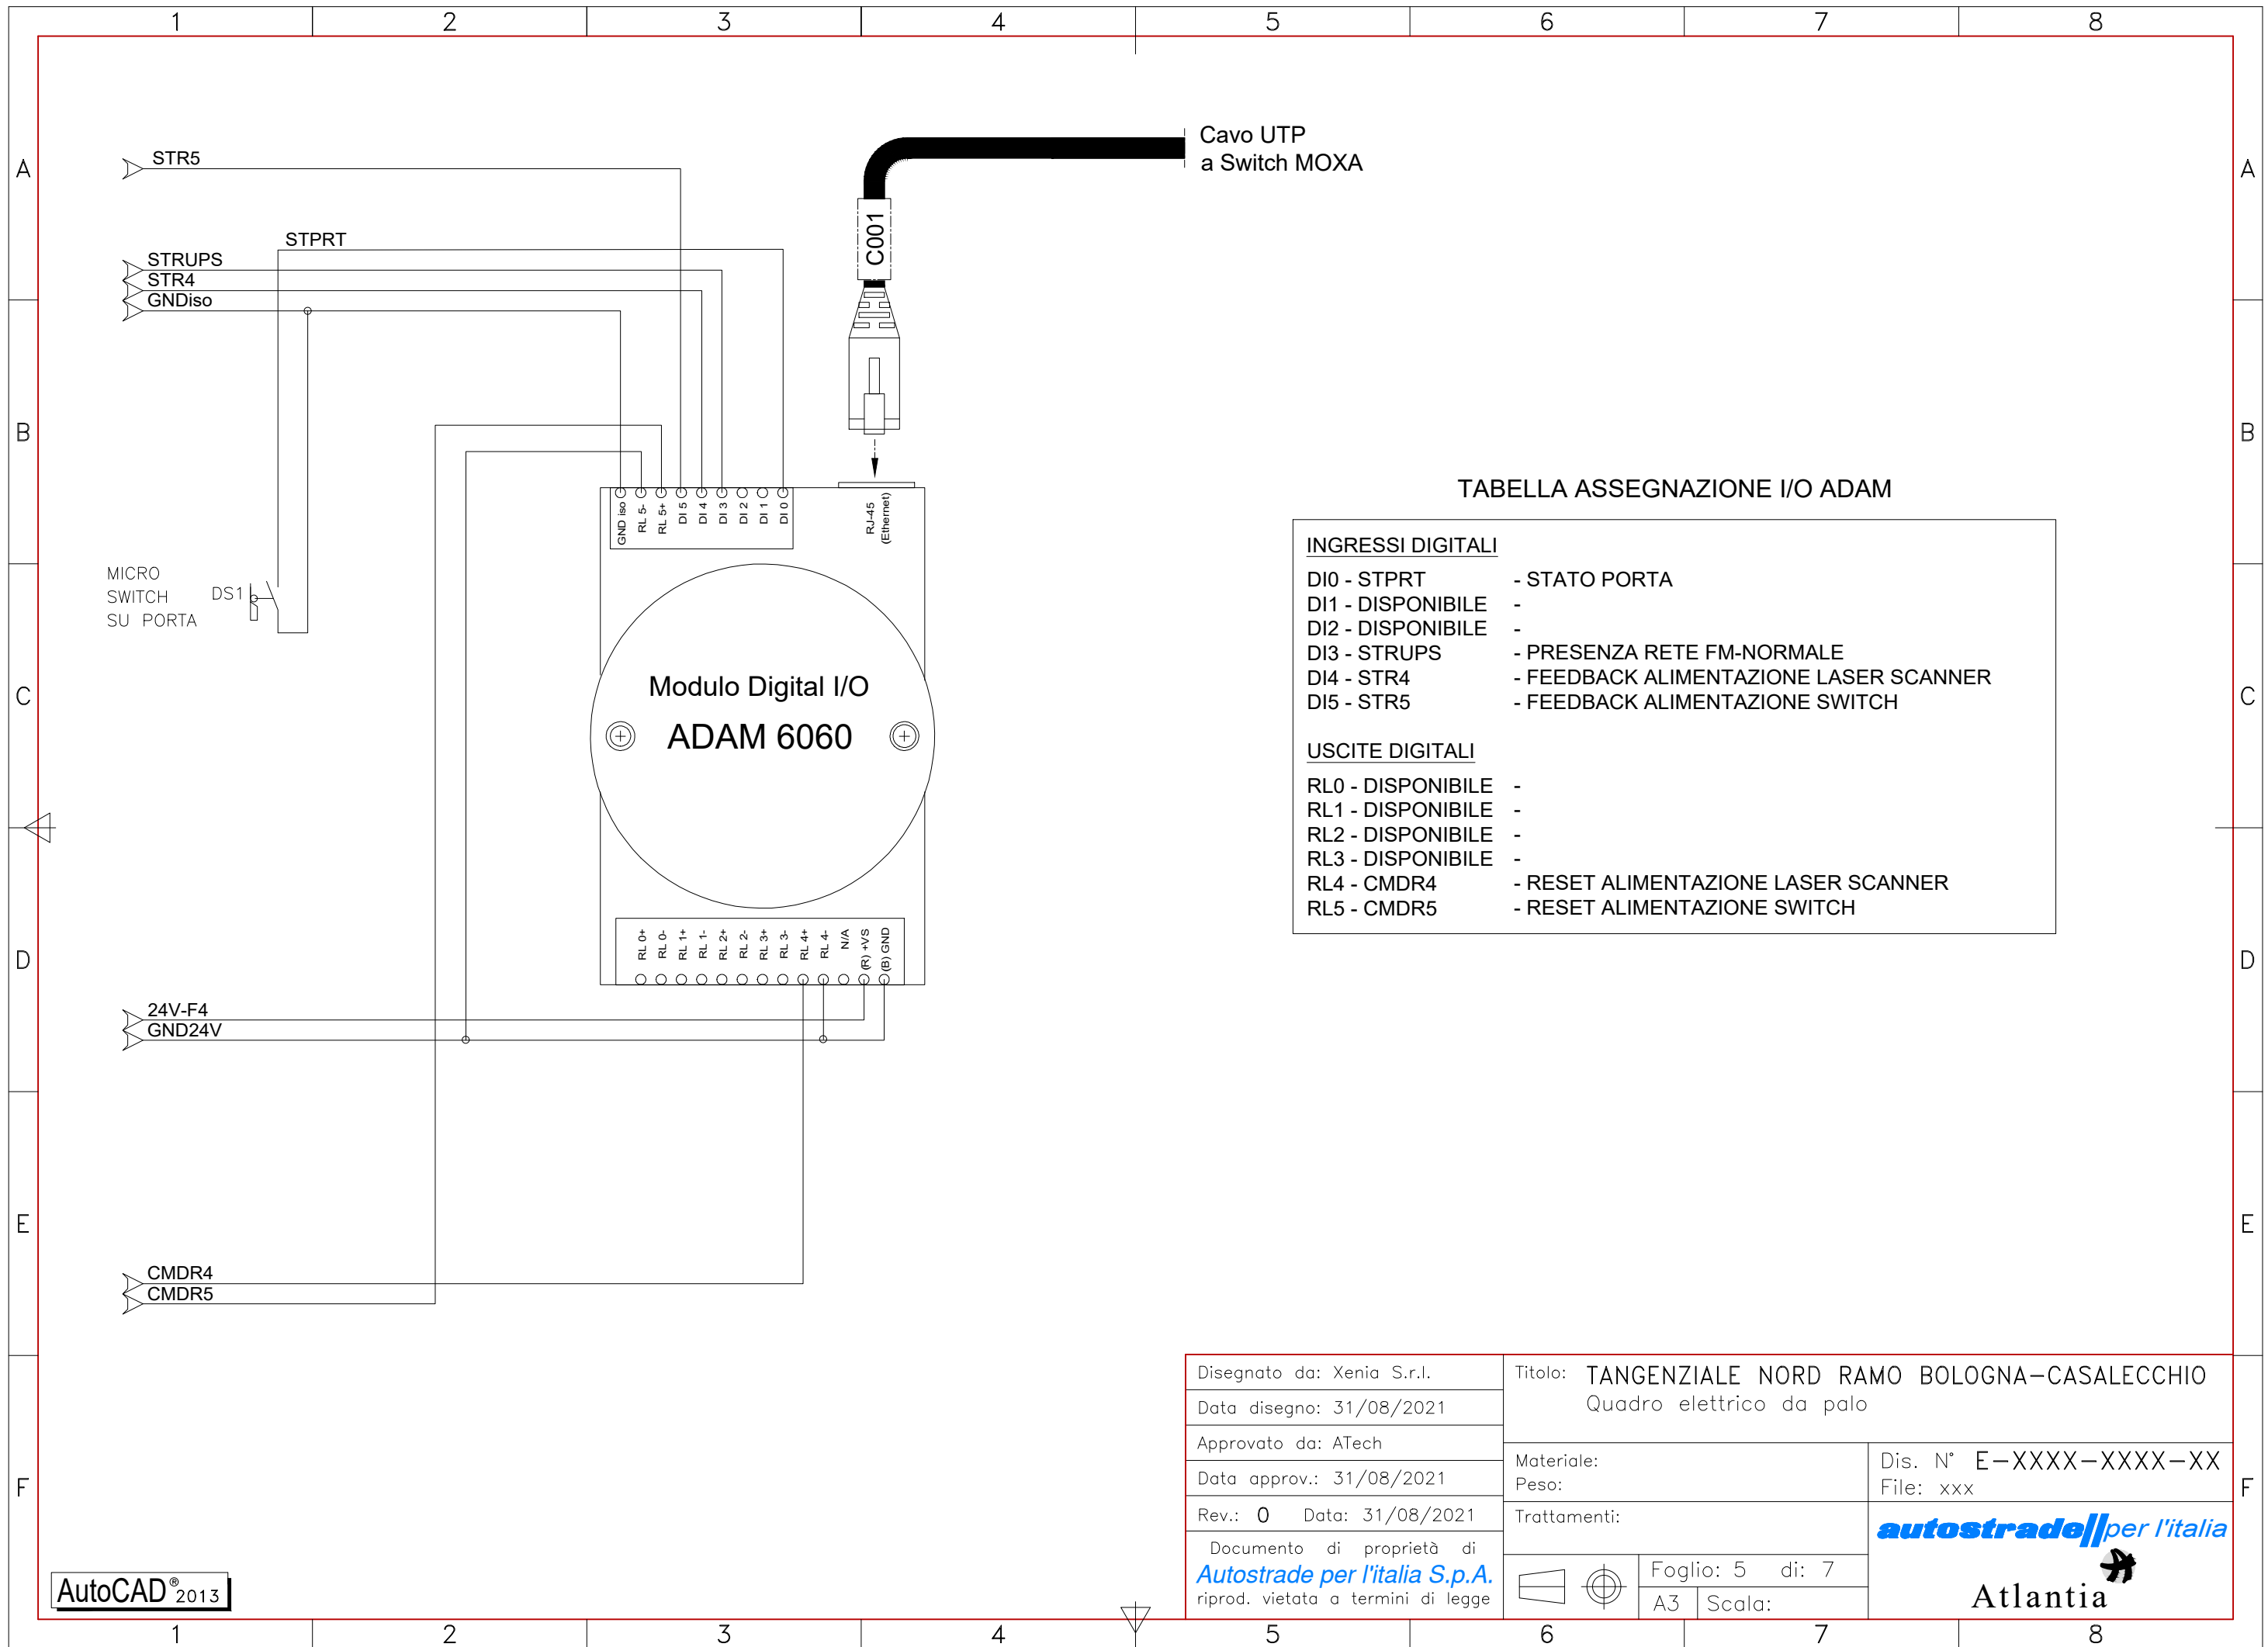 1 2 3 4 5 6 7 8
A A
B B
C C
D D
E E
F F
STR5
STPRT
STRUPS
STR4
GNDiso
Cavo UTP
a Switch MOXA
C001
GND iso
RL 5-
RL 5+
DI 5
DI 4
DI 3
DI 2
DI 1
DI 0
RJ-45
(Ethernet)
MICRO
SWITCH DS1
SU PORTA
Modulo Digital I/O
ADAM 6060
RL 0+
RL 0-
RL 1+
RL 1-
RL 2+
RL 2-
RL 3+
RL 3-
RL 4+
RL 4-
N/A
(R) +VS
(B) GND
24V-F4
GND24V
CMDR4
CMDR5
TABELLA ASSEGNAZIONE I/O ADAM
INGRESSI DIGITALI
DI0 - STPRT - STATO PORTA
DI1 - DISPONIBILE -
DI2 - DISPONIBILE -
DI3 - STRUPS - PRESENZA RETE FM-NORMALE
DI4 - STR4 - FEEDBACK ALIMENTAZIONE LASER SCANNER
DI5 - STR5 - FEEDBACK ALIMENTAZIONE SWITCH
USCITE DIGITALI
RL0 - DISPONIBILE -
RL1 - DISPONIBILE -
RL2 - DISPONIBILE -
RL3 - DISPONIBILE -
RL4 - CMDR4 - RESET ALIMENTAZIONE LASER SCANNER
RL5 - CMDR5 - RESET ALIMENTAZIONE SWITCH
Disegnato da: Xenia S.r.l.
Data disegno: 31/08/2021
Approvato da: ATech
Data approv.: 31/08/2021
Rev.: 0 Data: 31/08/2021
Documento di proprietà di
Autostrade per l'italia S.p.A.
riprod. vietata a termini di legge
Titolo: TANGENZIALE NORD RAMO BOLOGNA-CASALECCHIO
Quadro elettrico da palo
Materiale:
Peso:
Dis. N° E-XXXX-XXXX-XX
File: xxx
Trattamenti:
Foglio: 5 di: 7
A3 Scala:
autostrade//per l'italia
Atlantia
AutoCAD® 2013
1 2 3 4 5 6 7 8